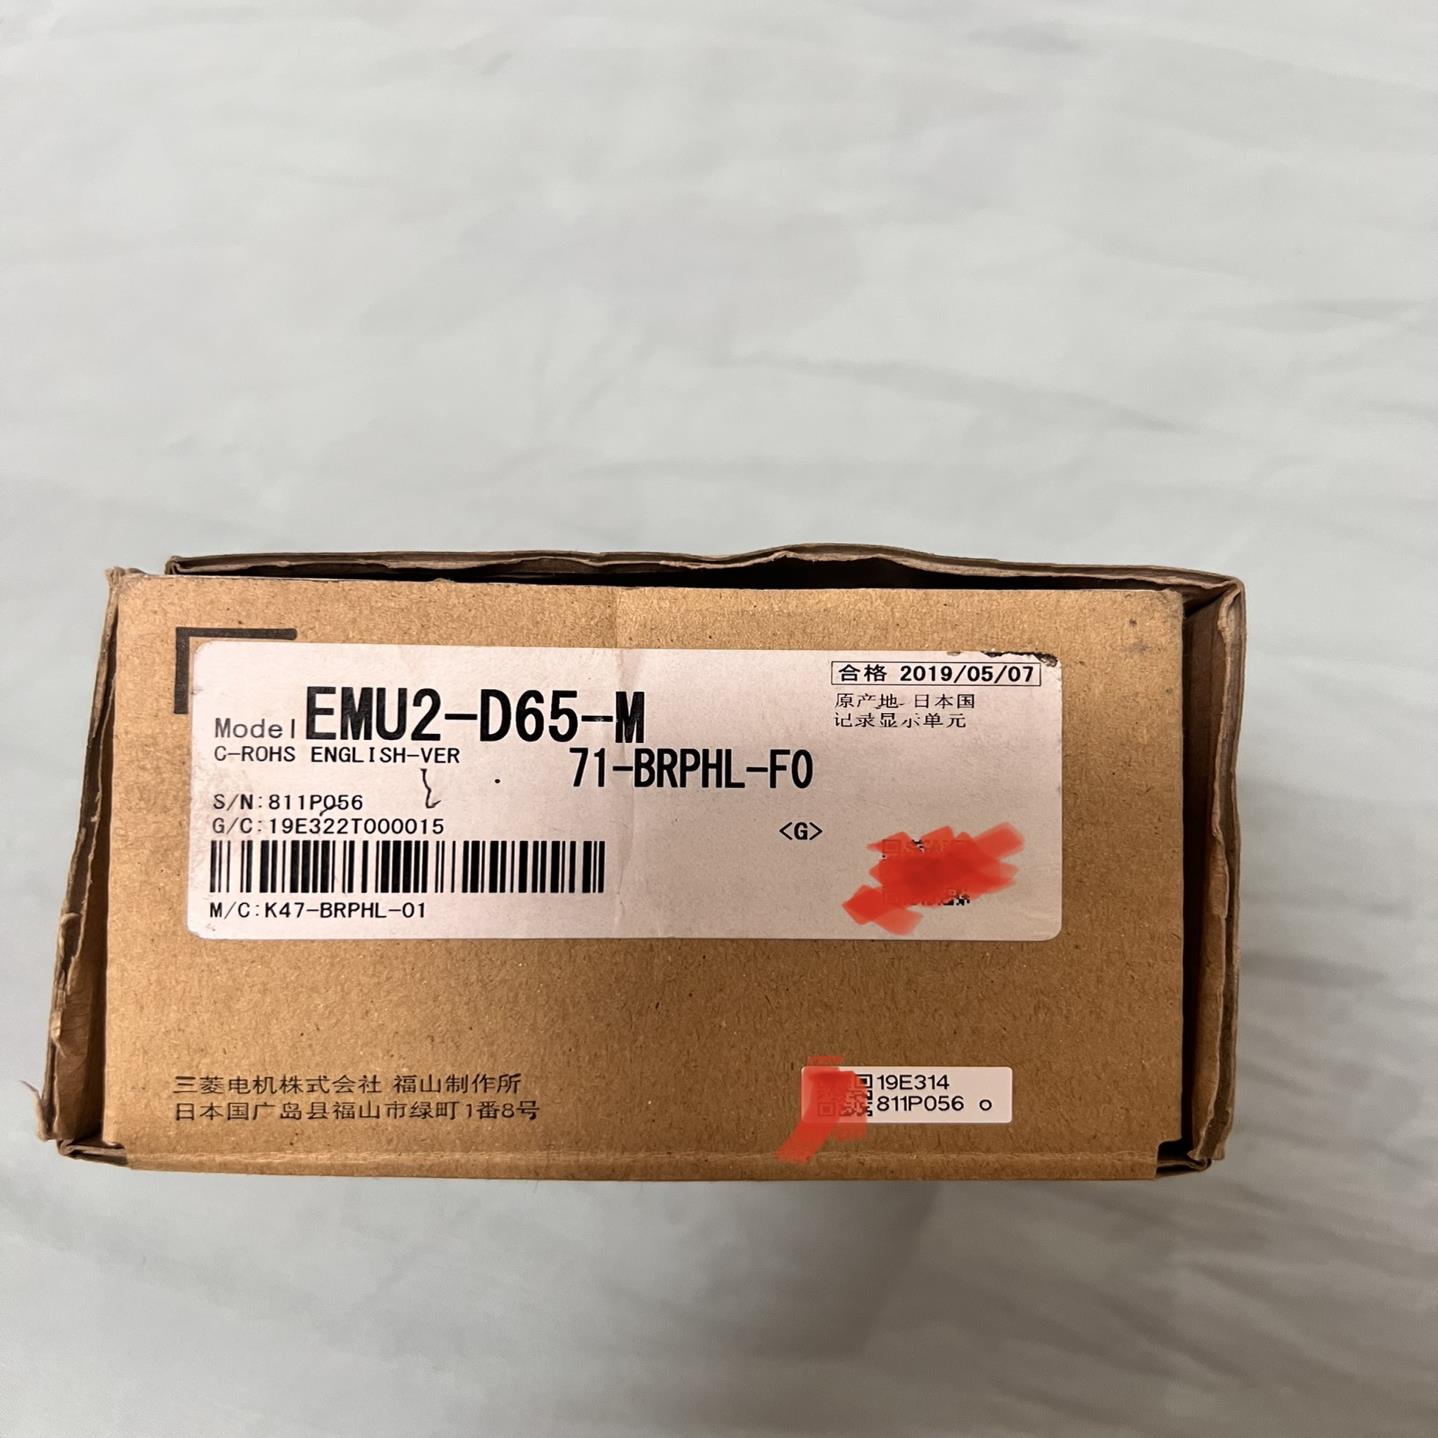 合格 2019/05/07
原产地 日本国
记录显示单元
Model EMU2-D65-M
C-ROHS ENGLISH-VER
71-BRPHL-F0
S/N:811P056
G/C:19E322T000015
<G>
M/C:K47-BRPHL-01
三菱电机株式会社 福山制作所
日本国广岛县福山市绿町1番8号
19E314
811P056 o